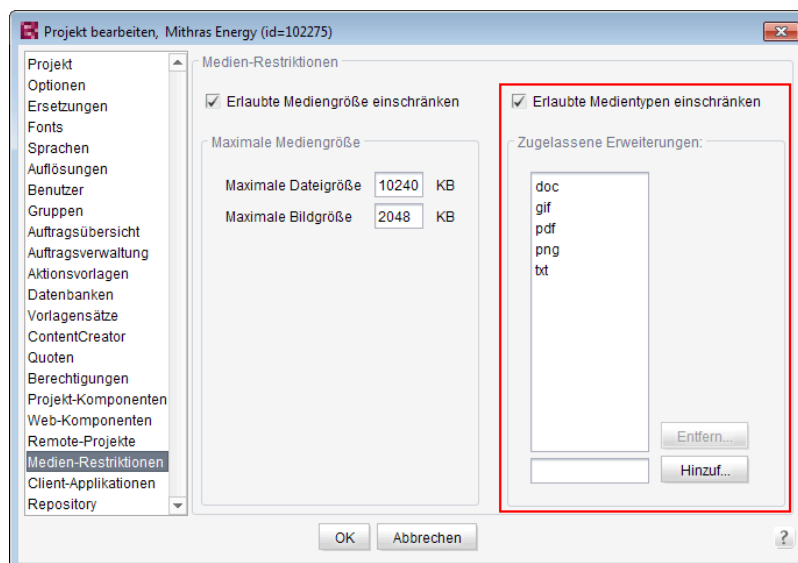 Projekt bearbeiten, Mithras Energy (id=102275)
Projekt
Optionen
Ersetzungen
Fonts
Sprachen
Auflösungen
Benutzer
Gruppen
Auftragsübersicht
Auftragsverwaltung
Aktionsvorlagen
Datenbanken
Vorlagensätze
ContentCreator
Quoten
Berechtigungen
Projekt-Komponenten
Web-Komponenten
Remote-Projekte
Medien-Restriktionen
Client-Applikationen
Repository
Medien-Restriktionen
Erlaubte Mediengröße einschränken
Maximale Mediengröße
Maximale Dateigröße 10240 KB
Maximale Bildgröße 2048 KB
Erlaubte Medientypen einschränken
Zugelassene Erweiterungen:
doc
gif
pdf
png
txt
Entfern...
Hinzuf...
OK Abbrechen ?